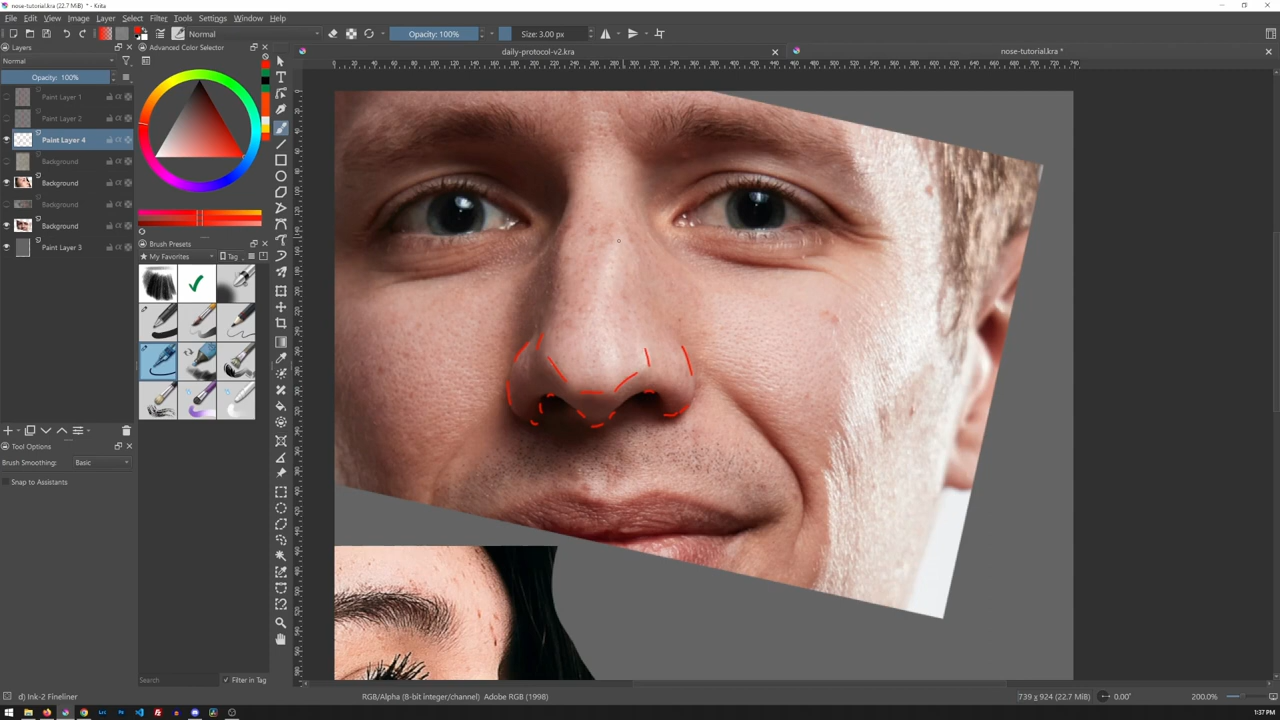 nose-tutorial.kra (22.7 MiB) * - Krita
File Edit View Image Layer Select Filter Tools Settings Window Help
Normal Opacity: 100% Size: 3.00 px
Layers
Advanced Color Selector
daily-protocol-v2.kra
nose-tutorial.kra *
Normal
Opacity: 100%
Paint Layer 1
Paint Layer 2
Paint Layer 4
Background
Background
Background
Background
Paint Layer 3
Brush Presets
My Favorites Tag
Tool Options
Brush Smoothing: Basic
Snap to Assistants
Search Filter in Tag
d) Ink-2 Fineliner
RGB/Alpha (8-bit integer/channel) Adobe RGB (1998)
739 x 924 (22.7 MiB) 0.00° 200.0%
1:37 PM